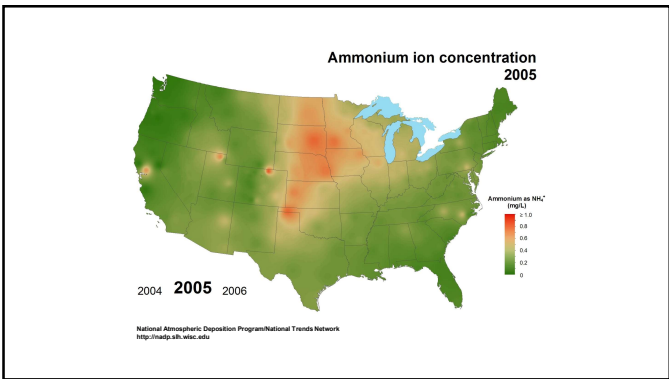 Ammonium ion concentration
2005
Ammonium as NH₄⁺
(mg/L)
≥ 1.0
0.8
0.6
0.4
0.2
0
2004 2005 2006
National Atmospheric Deposition Program/National Trends Network
http://nadp.slh.wisc.edu